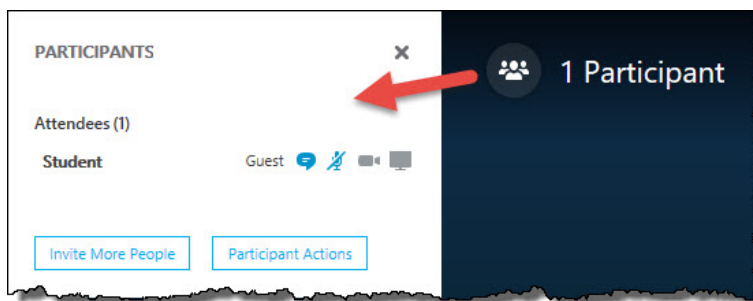 PARTICIPANTS
1 Participant
Attendees (1)
Student Guest
Invite More People Participant Actions